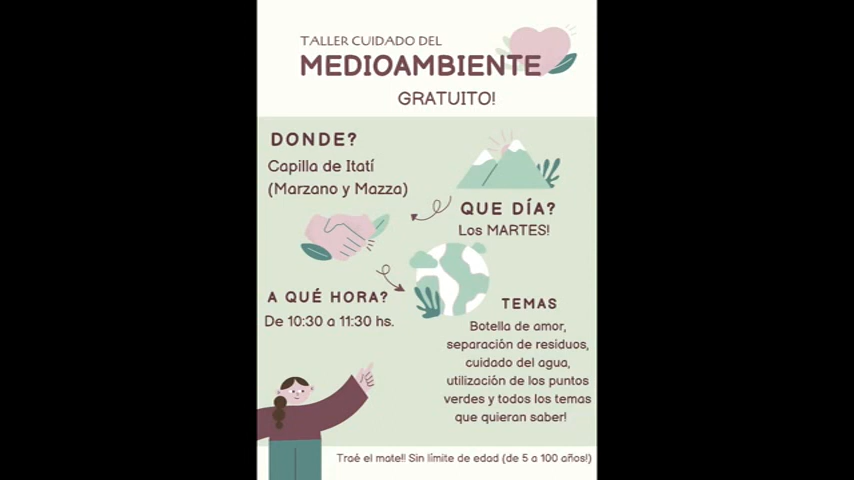 TALLER CUIDADO DEL
MEDIOAMBIENTE
GRATUITO!
DONDE?
Capilla de Itatí
(Marzano y Mazza)
QUE DÍA?
Los MARTES!
A QUÉ HORA?
De 10:30 a 11:30 hs.
TEMAS
Botella de amor,
separación de residuos,
cuidado del agua,
utilización de los puntos
verdes y todos los temas
que quieran saber!
Traé el mate!! Sin límite de edad (de 5 a 100 años!)